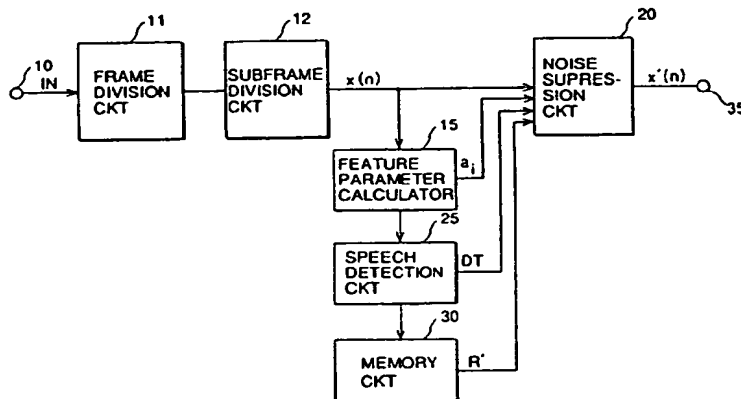 10
IN
11
FRAME
DIVISION
CKT
12
SUBFRAME
DIVISION
CKT
x(n)
20
NOISE
SUPRES-
SION
CKT
x'(n)
35
15
FEATURE
PARAMETER
CALCULATOR
ai
25
SPEECH
DETECTION
CKT
DT
30
MEMORY
CKT
R'